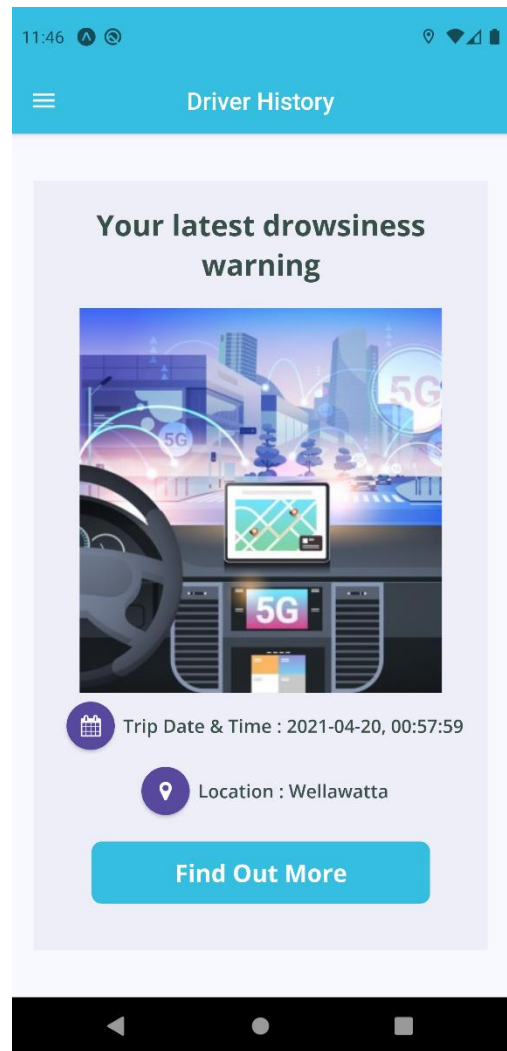 11:46
Driver History
Your latest drowsiness
warning
5G
5G
5G
Trip Date & Time : 2021-04-20, 00:57:59
Location : Wellawatta
Find Out More